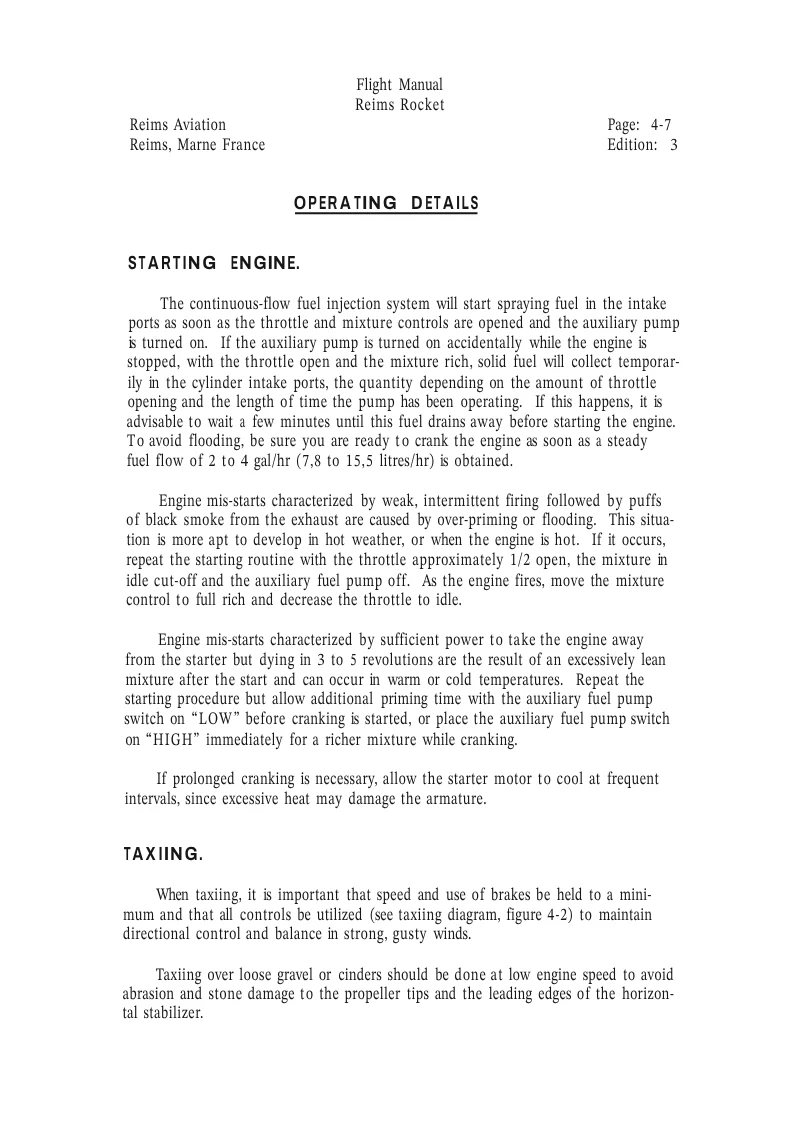 Flight Manual
Reims Rocket
Reims Aviation
Page: 4-7
Reims, Marne France
Edition: 3
OPERATING DETAILS
STARTING ENGINE.
The continuous-flow fuel injection system will start spraying fuel in the intake
ports as soon as the throttle and mixture controls are opened and the auxiliary pump
is turned on. If the auxiliary pump is turned on accidentally while the engine is
stopped, with the throttle open and the mixture rich, solid fuel will collect temporar-
ily in the cylinder intake ports, the quantity depending on the amount of throttle
opening and the length of time the pump has been operating. If this happens, it is
advisable to wait a few minutes until this fuel drains away before starting the engine.
To avoid flooding, be sure you are ready to crank the engine as soon as a steady
fuel flow of 2 to 4 gal/hr (7,8 to 15,5 litres/hr) is obtained.
Engine mis-starts characterized by weak, intermittent firing followed by puffs
of black smoke from the exhaust are caused by over-priming or flooding. This situa-
tion is more apt to develop in hot weather, or when the engine is hot. If it occurs,
repeat the starting routine with the throttle approximately 1/2 open, the mixture in
idle cut-off and the auxiliary fuel pump off. As the engine fires, move the mixture
control to full rich and decrease the throttle to idle.
Engine mis-starts characterized by sufficient power to take the engine away
from the starter but dying in 3 to 5 revolutions are the result of an excessively lean
mixture after the start and can occur in warm or cold temperatures. Repeat the
starting procedure but allow additional priming time with the auxiliary fuel pump
switch on “LOW” before cranking is started, or place the auxiliary fuel pump switch
on “HIGH” immediately for a richer mixture while cranking.
If prolonged cranking is necessary, allow the starter motor to cool at frequent
intervals, since excessive heat may damage the armature.
TAXIING.
When taxiing, it is important that speed and use of brakes be held to a mini-
mum and that all controls be utilized (see taxiing diagram, figure 4-2) to maintain
directional control and balance in strong, gusty winds.
Taxiing over loose gravel or cinders should be done at low engine speed to avoid
abrasion and stone damage to the propeller tips and the leading edges of the horizon-
tal stabilizer.